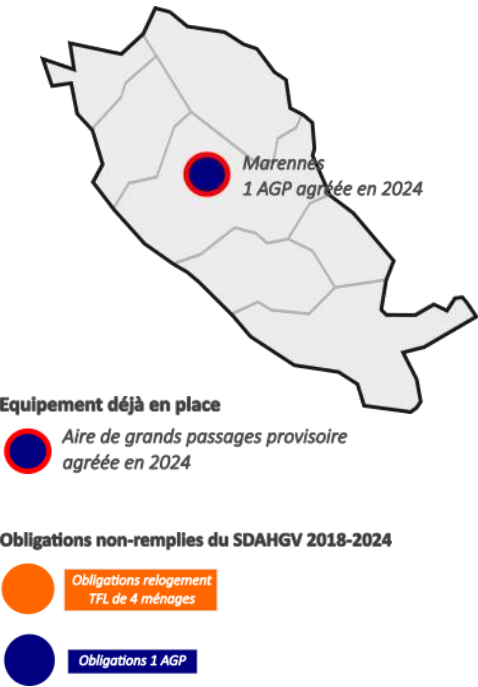 Marennes
1 AGP agréée en 2024
Equipement déjà en place
Aire de grands passages provisoire
agréée en 2024
Obligations non-remplies du SDAHGV 2018-2024
Obligations relogement
TFL de 4 ménages
Obligations 1 AGP